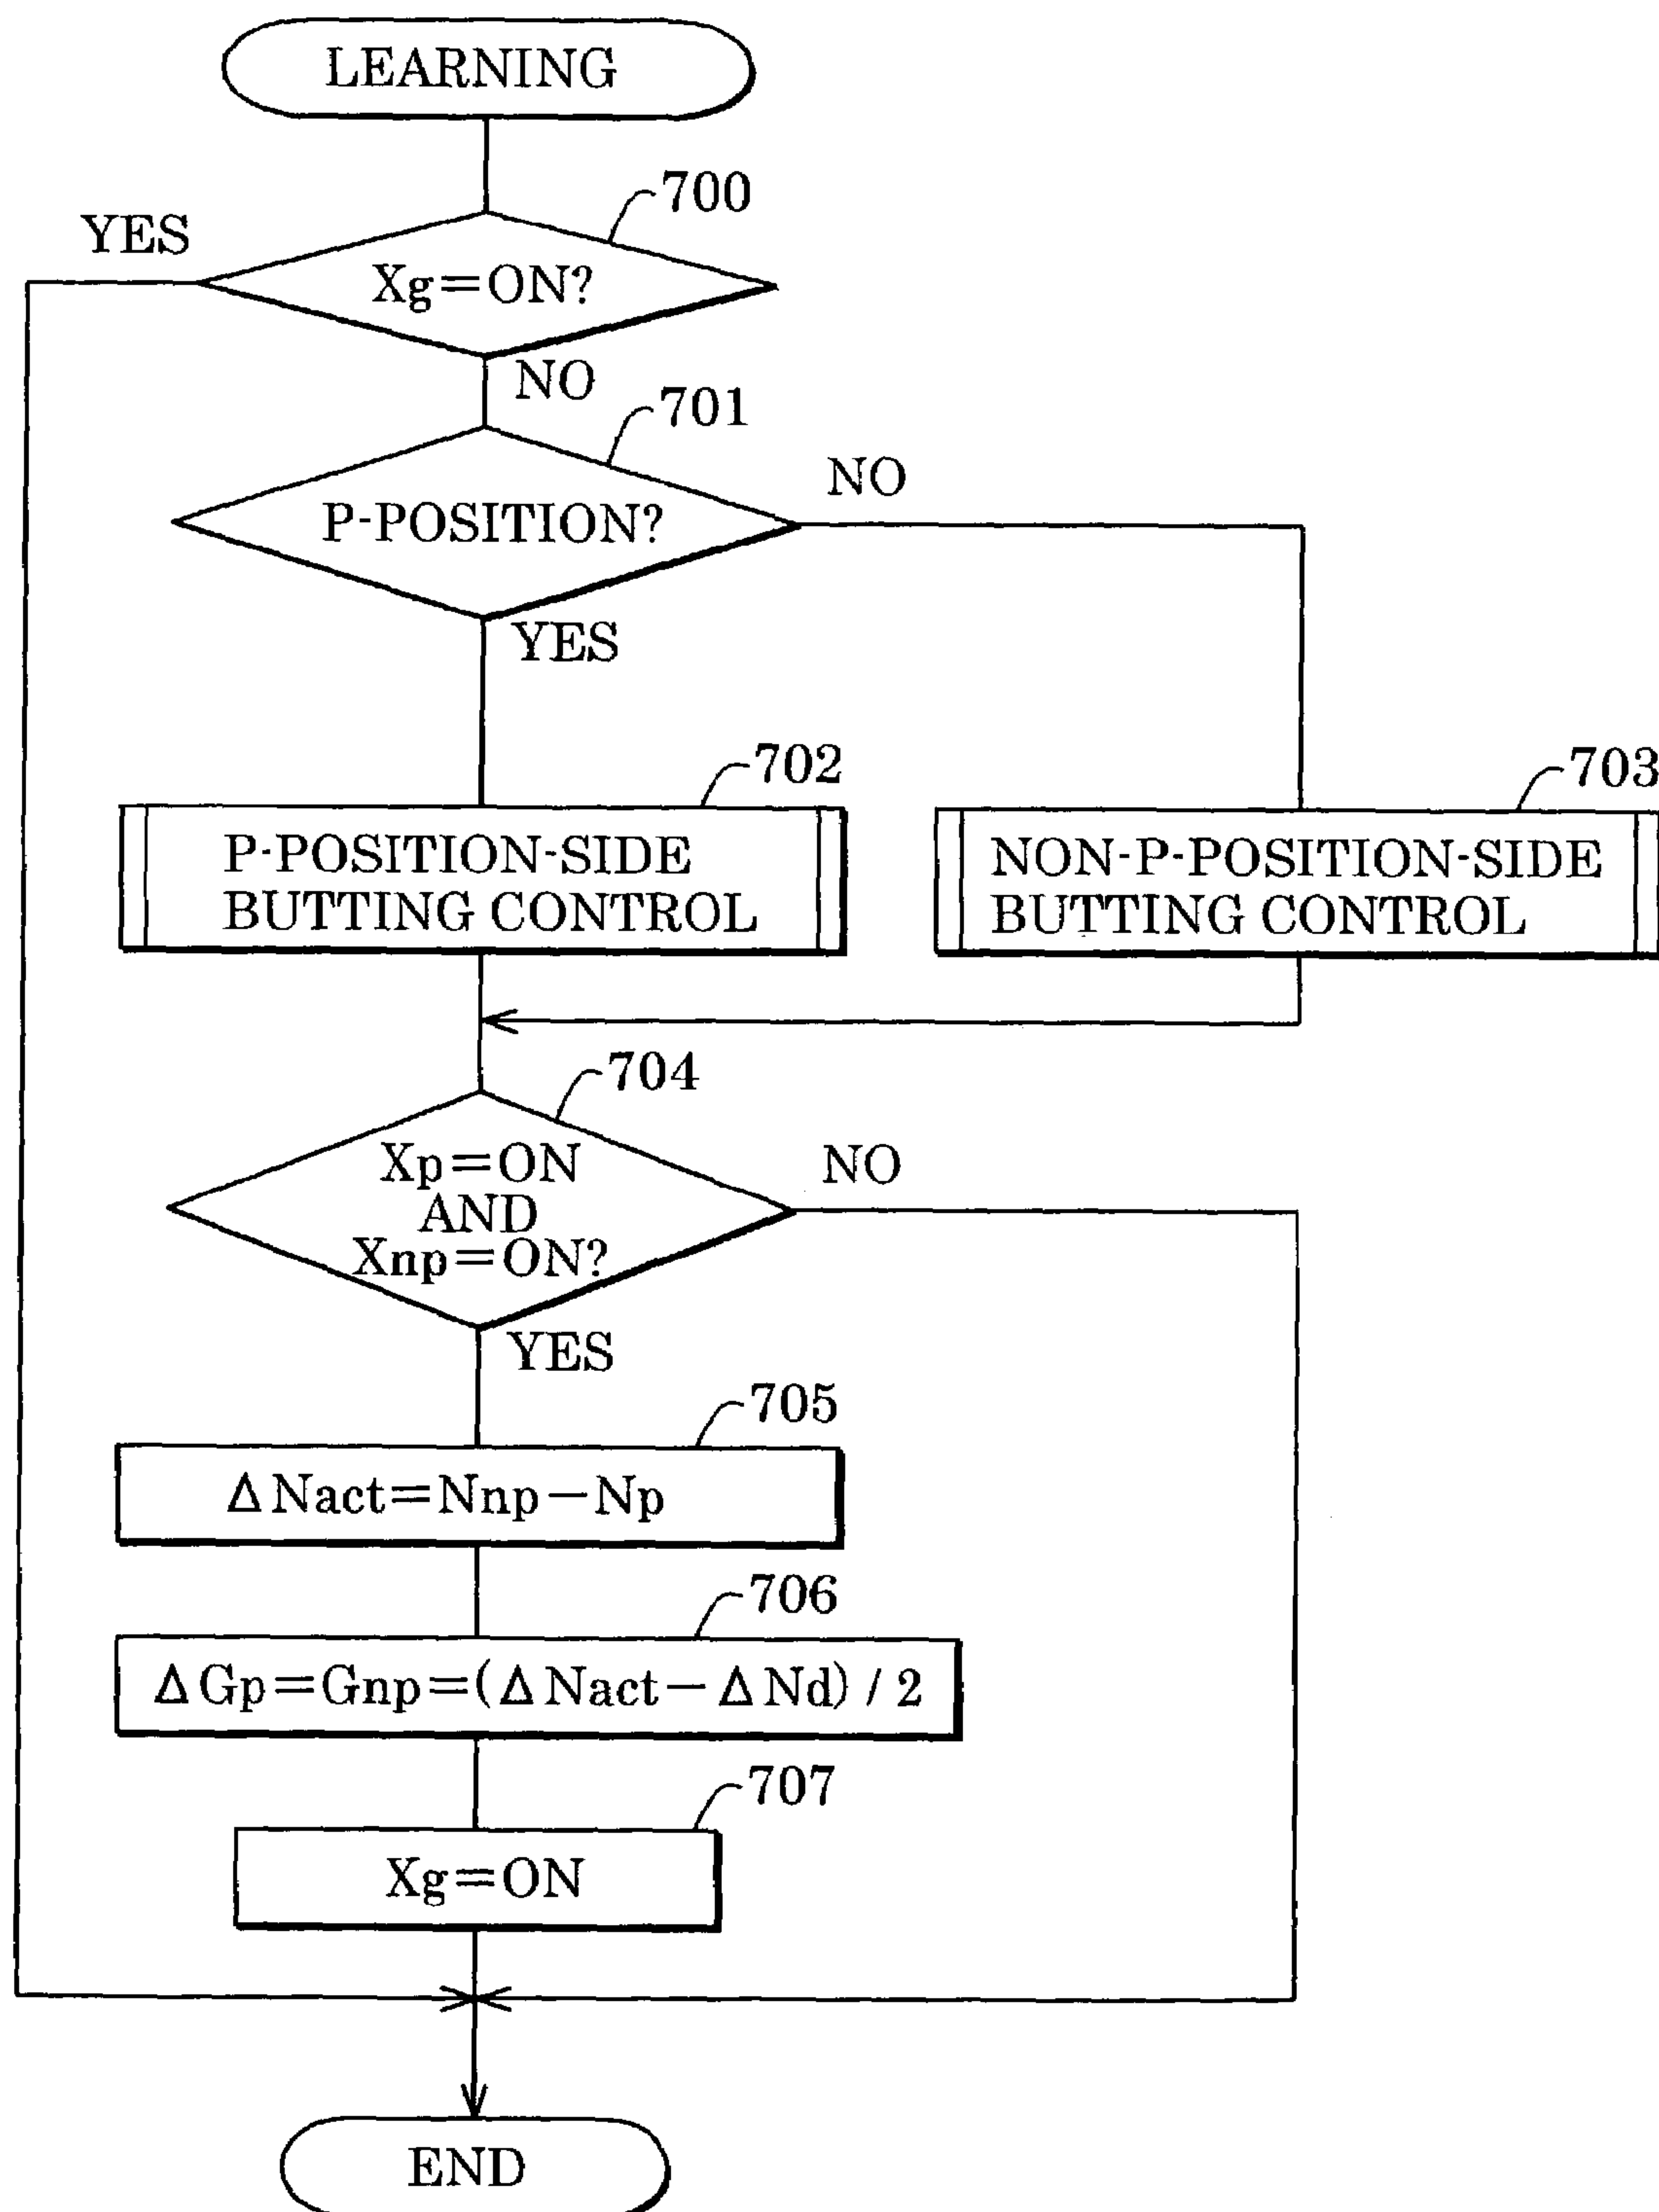 LEARNING
700
YES
Xg=ON?
NO
701
NO
P-POSITION?
YES
702
703
P-POSITION-SIDE
BUTTING CONTROL
NON-P-POSITION-SIDE
BUTTING CONTROL
704
Xp=ON
AND
Xnp=ON?
NO
YES
705
ΔNact=Nnp-Np
706
ΔGp=Gnp=(ΔNact-ΔNd) / 2
707
Xg=ON
END